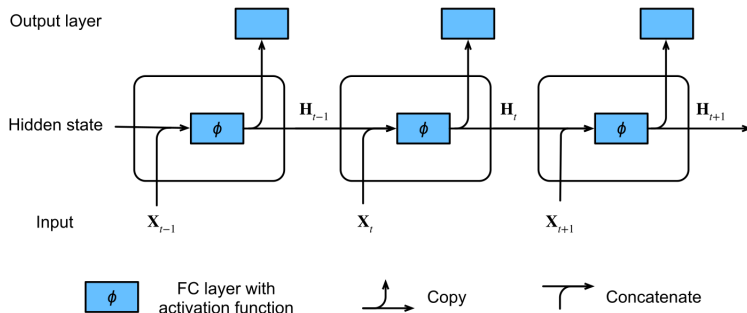 Output layer
Hidden state
ϕ
H_{t−1}
ϕ
H_t
ϕ
H_{t+1}
Input
X_{t−1}
X_t
X_{t+1}
ϕ
FC layer with
activation function
Copy
Concatenate